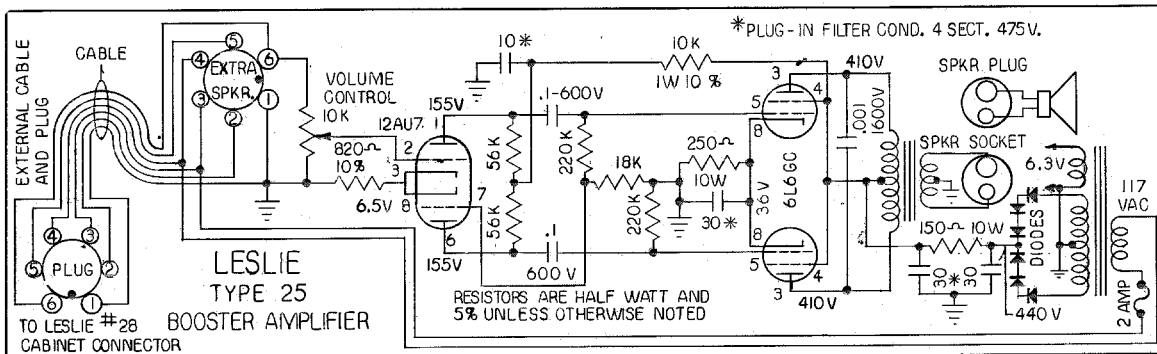 EXTERNAL CABLE
AND PLUG
CABLE
5
4
6
EXTRA
SPKR.
3
1
2
VOLUME
CONTROL
10K
820Ω
10%
6.5V
12AU7.
155V
1
2
3
8
7
6
155V
56K
56K
10*
.1-600V
220K
10K
1W 10%
18K
220K
.1
600V
250Ω
10W
30*
36V
6L6GC
3
4
5
8
8
5
4
3
410V
410V
.001
1600V
*PLUG-IN FILTER COND. 4 SECT. 475V.
SPKR PLUG
SPKR SOCKET
6.3V
117
VAC
150Ω 10W
DIODES
30*30
440V
2 AMP
4
3
5
PLUG
2
6
1
TO LESLIE #28
CABINET CONNECTOR
LESLIE
TYPE 25
BOOSTER AMPLIFIER
RESISTORS ARE HALF WATT AND
5% UNLESS OTHERWISE NOTED